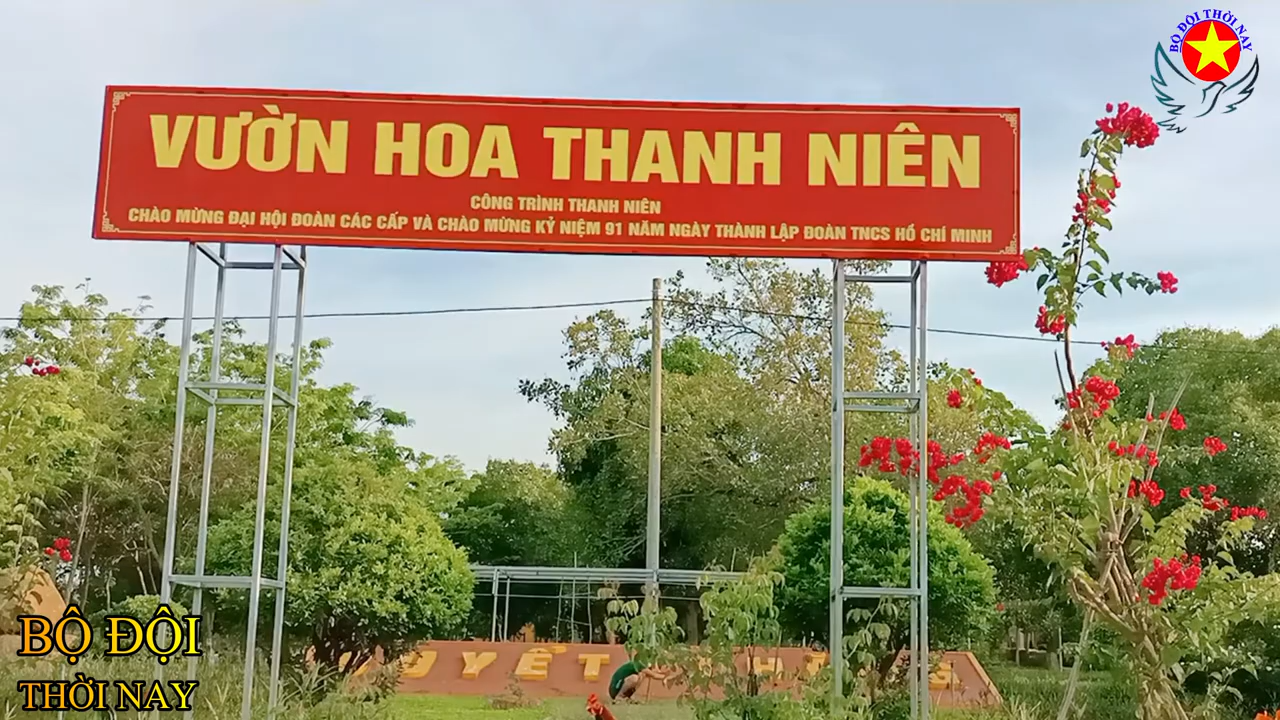 BỘ ĐỘI THỜI NAY
VƯỜN HOA THANH NIÊN
CÔNG TRÌNH THANH NIÊN
CHÀO MỪNG ĐẠI HỘI ĐOÀN CÁC CẤP VÀ CHÀO MỪNG KỶ NIỆM 91 NĂM NGÀY THÀNH LẬP ĐOÀN TNCS HỒ CHÍ MINH
BỘ ĐỘI
THỜI NAY